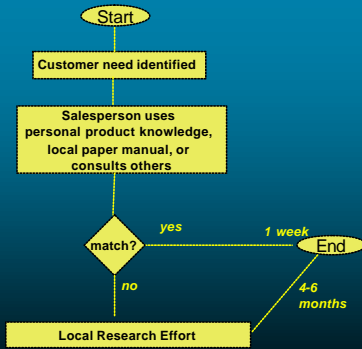 Start
Customer need identified
Salesperson uses
personal product knowledge,
local paper manual, or
consults others
match?
yes
1 week
End
no
4-6
months
Local Research Effort